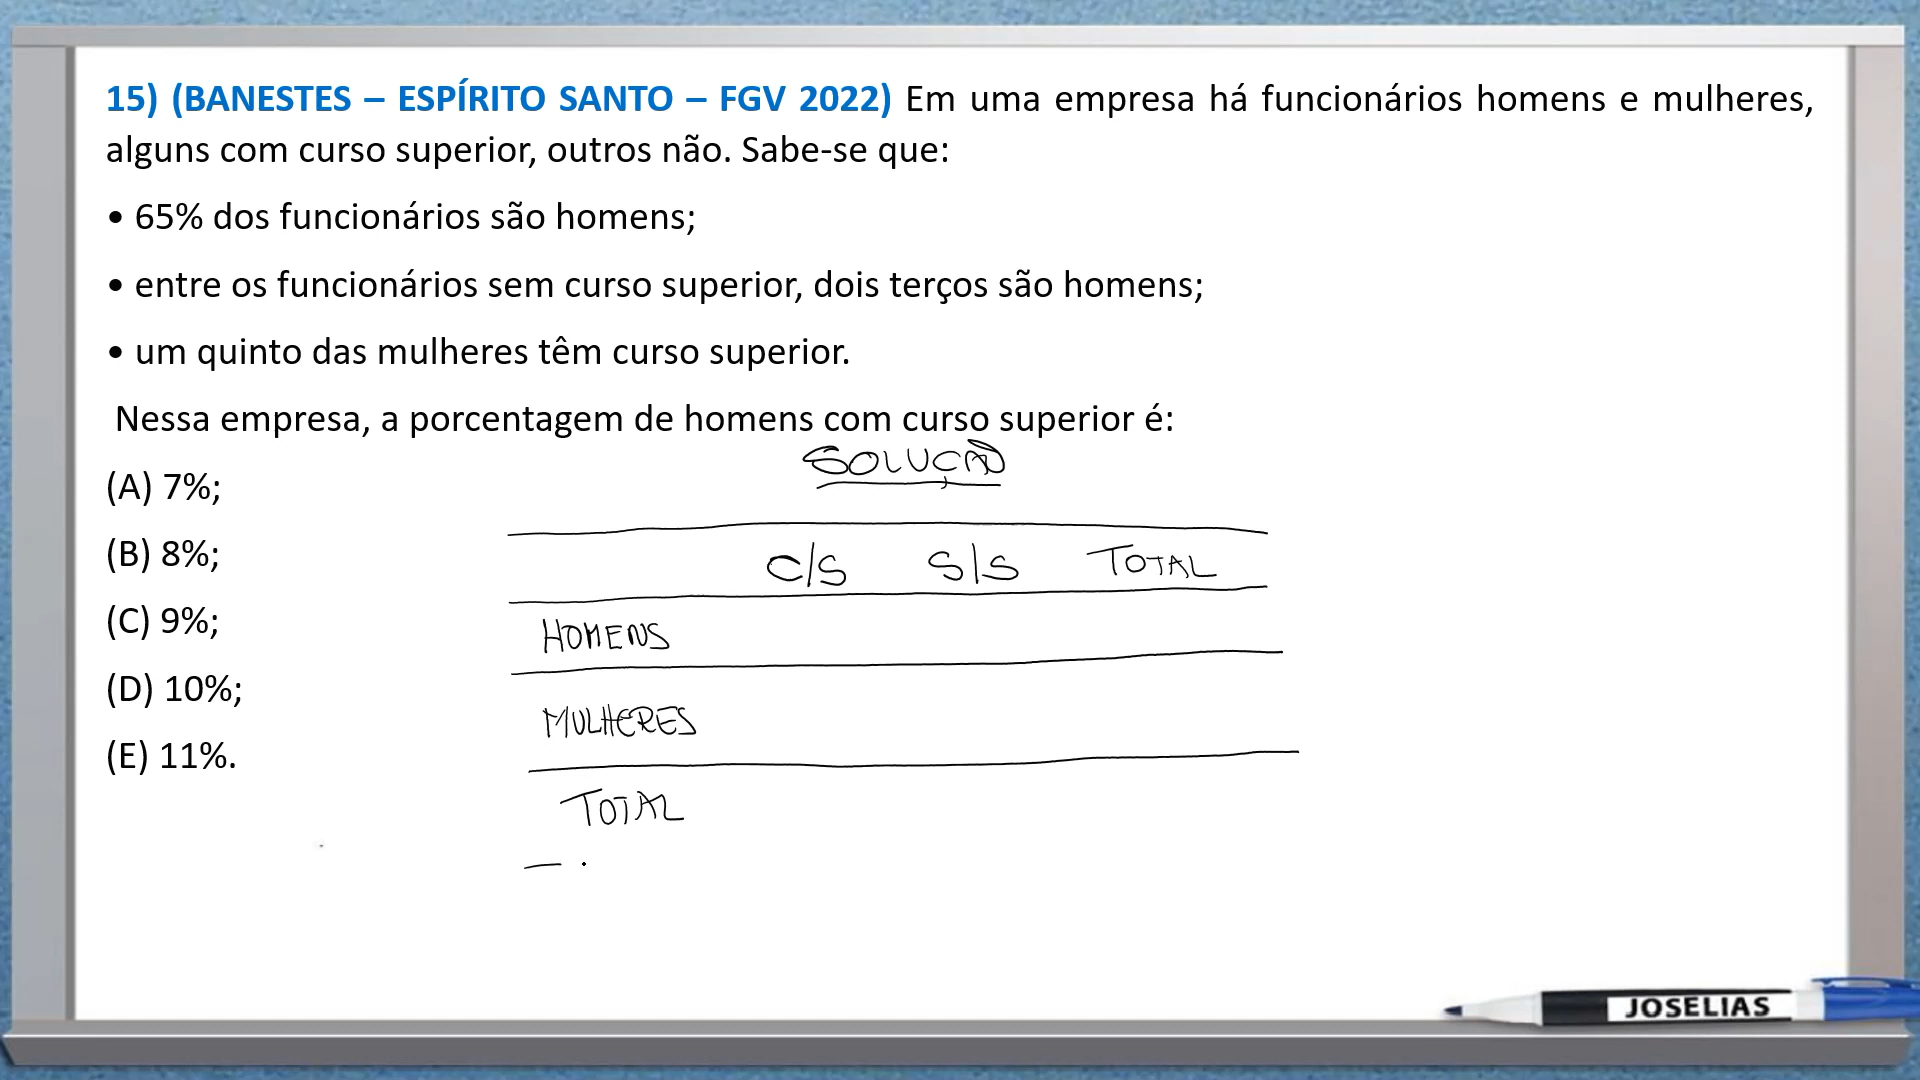 15) (BANESTES – ESPÍRITO SANTO – FGV 2022) Em uma empresa há funcionários homens e mulheres,
alguns com curso superior, outros não. Sabe-se que:
• 65% dos funcionários são homens;
• entre os funcionários sem curso superior, dois terços são homens;
• um quinto das mulheres têm curso superior.
Nessa empresa, a porcentagem de homens com curso superior é:
(A) 7%;
(B) 8%;
(C) 9%;
(D) 10%;
(E) 11%.
SOLUÇÃO
C/S S/S TOTAL
HOMENS
MULHERES
TOTAL
JOSELIAS